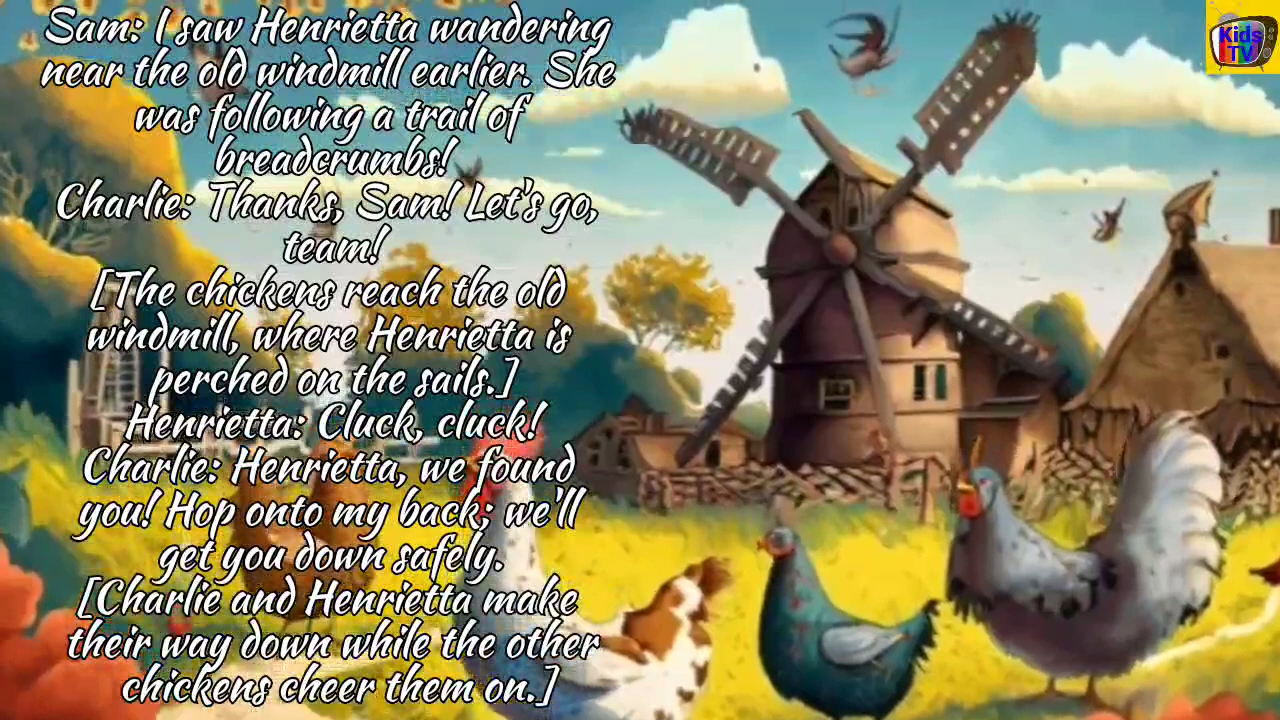 Sam: I saw Henrietta wandering
near the old windmill earlier. She
was following a trail of
breadcrumbs!
Charlie: Thanks, Sam! Let's go,
team!
[The chickens reach the old
windmill, where Henrietta is
perched on the sails.]
Henrietta: Cluck, cluck!
Charlie: Henrietta, we found
you! Hop onto my back; we'll
get you down safely.
[Charlie and Henrietta make
their way down while the other
chickens cheer them on.]
Kids
TV